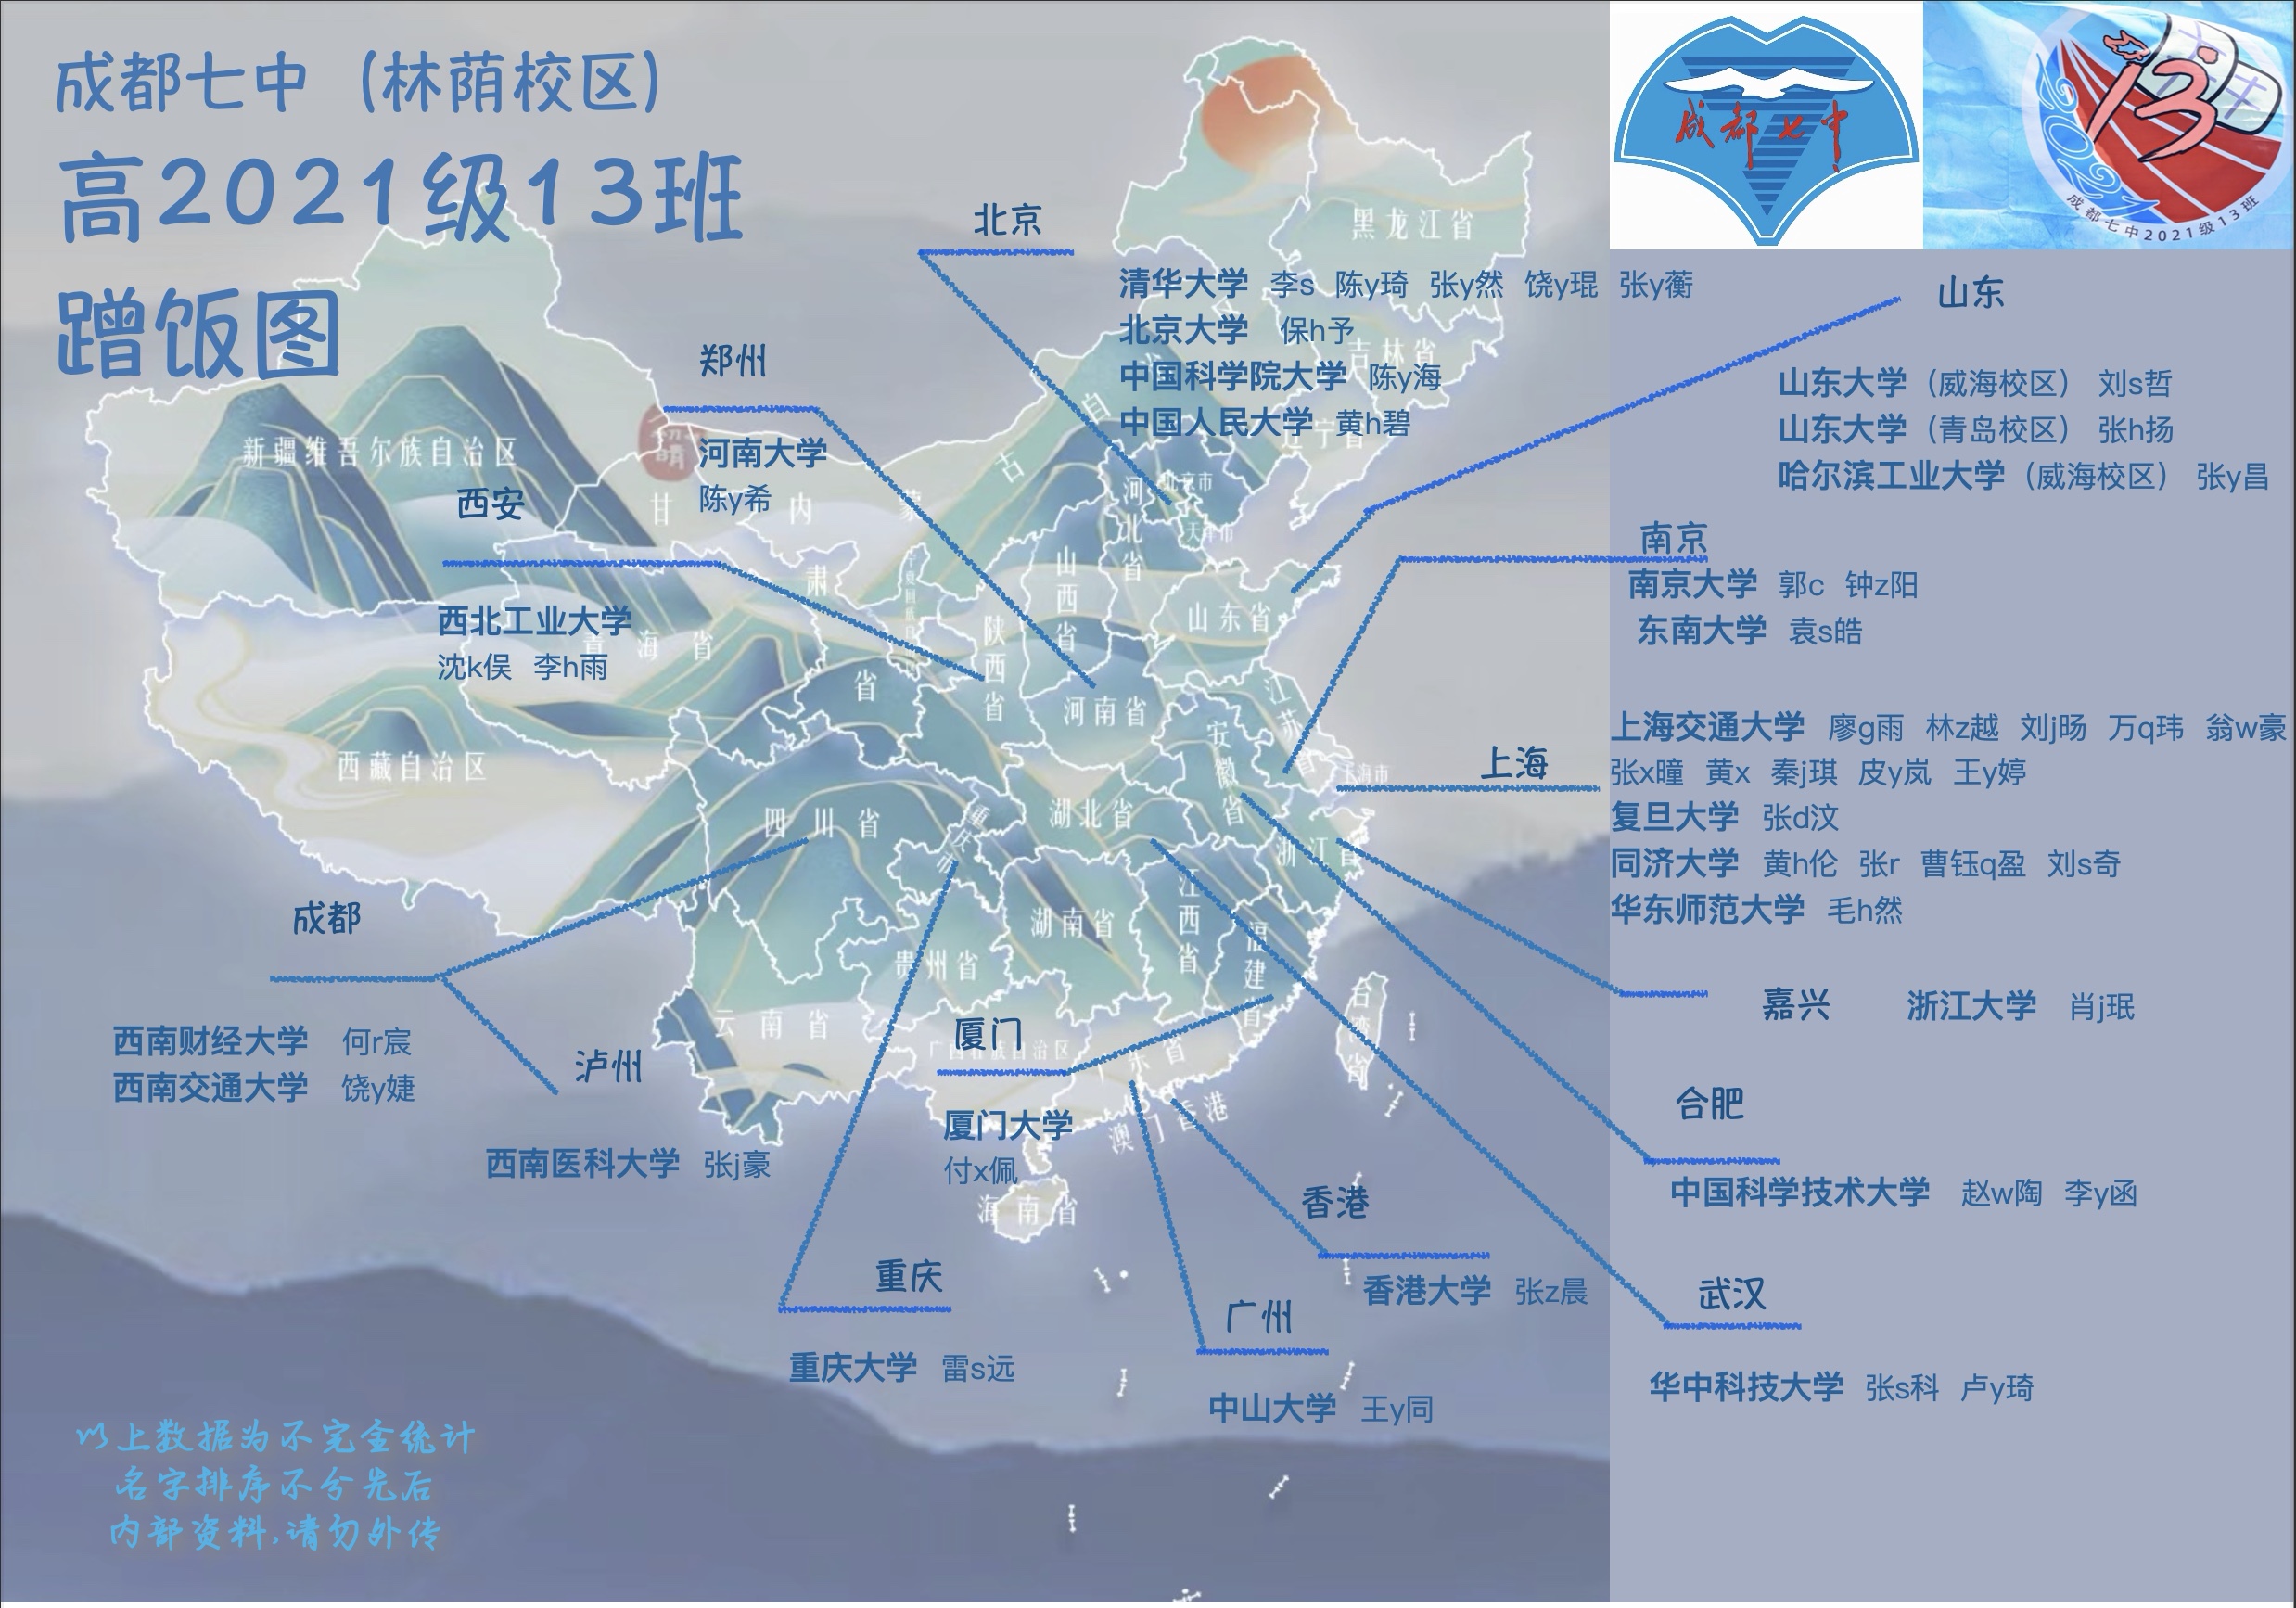 成都七中（林荫校区）
高2021级13班
蹭饭图
成都七中
13
2021
成都七中2021级13班
北京
清华大学 李s 陈y琦 张y然 饶y琨 张y蘅
北京大学 保h予
中国科学院大学 陈y海
中国人民大学 黄h碧
山东
山东大学（威海校区） 刘s哲
山东大学（青岛校区） 张h扬
哈尔滨工业大学（威海校区） 张y昌
郑州
河南大学
陈y希
西安
西北工业大学
沈k俣 李h雨
南京
南京大学 郭c 钟z阳
东南大学 袁s皓
上海
上海交通大学 廖g雨 林z越 刘j旸 万q玮 翁w豪
张x曈 黄x 秦j琪 皮y岚 王y婷
复旦大学 张d汶
同济大学 黄h伦 张r 曹钰q盈 刘s奇
华东师范大学 毛h然
嘉兴 浙江大学 肖j珉
合肥
中国科学技术大学 赵w陶 李y函
武汉
华中科技大学 张s科 卢y琦
成都
西南财经大学 何r宸
西南交通大学 饶y婕
泸州
西南医科大学 张j豪
厦门
厦门大学
付x佩
香港
香港大学 张z晨
重庆
重庆大学 雷s远
广州
中山大学 王y同
黑龙江省
吉林省
辽宁省
新疆维吾尔族自治区
甘肃省
内蒙古自治区
北京市
天津市
河北省
山西省
山东省
陕西省
青海省
河南省
江苏省
安徽省
上海市
西藏自治区
四川省
重庆市
湖北省
浙江省
湖南省
江西省
福建省
贵州省
云南省
广东省
台湾省
澳门香港
海南省
以上数据为不完全统计
名字排序不分先后
内部资料,请勿外传